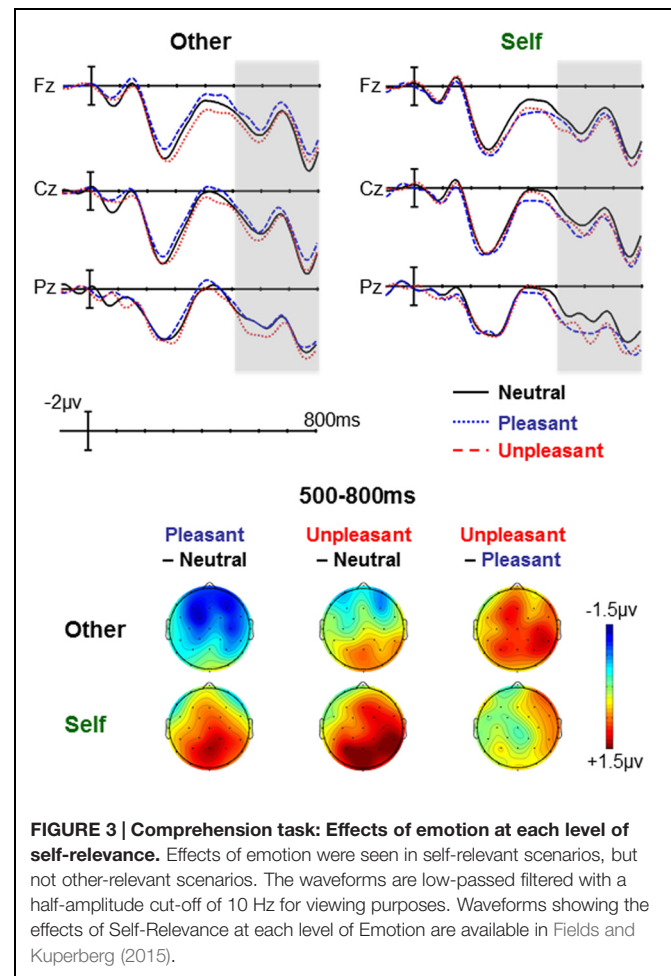 Other Self
Fz Fz
Cz Cz
Pz Pz
-2μv 800ms
Neutral
Pleasant
Unpleasant
500-800ms
Pleasant Unpleasant Unpleasant
– Neutral – Neutral – Pleasant
Other
-1.5μv
Self
+1.5μv
FIGURE 3 | Comprehension task: Effects of emotion at each level of
self-relevance. Effects of emotion were seen in self-relevant scenarios, but
not other-relevant scenarios. The waveforms are low-passed filtered with a
half-amplitude cut-off of 10 Hz for viewing purposes. Waveforms showing the
effects of Self-Relevance at each level of Emotion are available in Fields and
Kuperberg (2015).